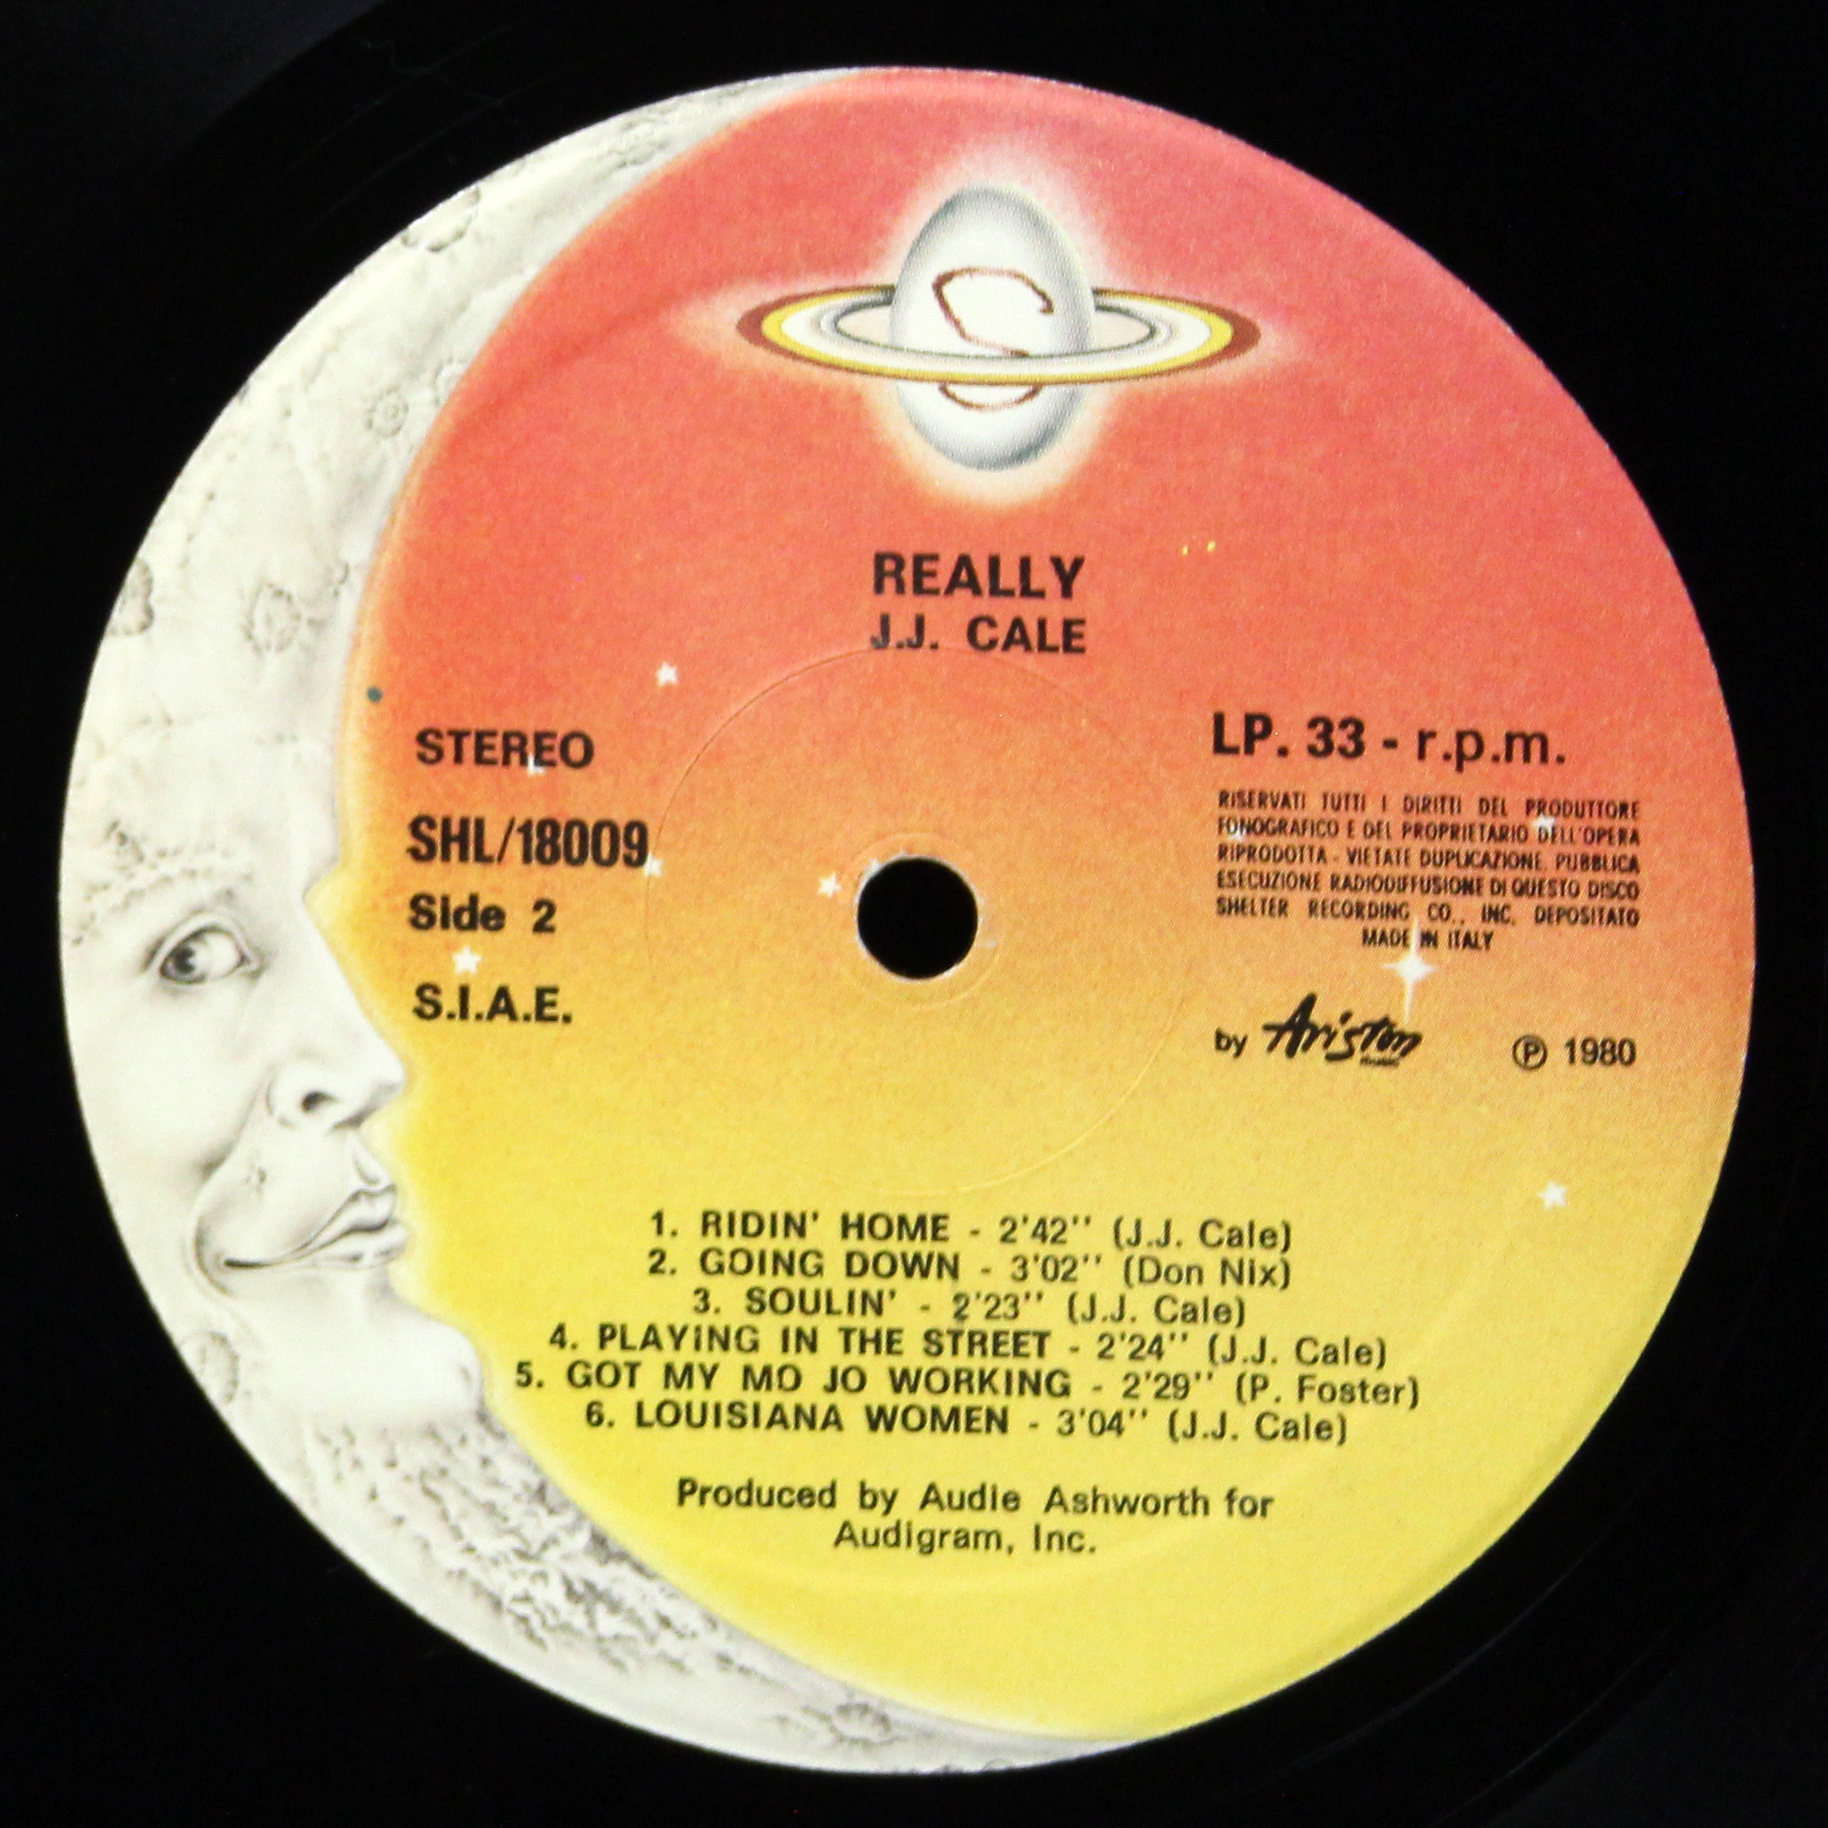 REALLY
J.J. CALE
STEREO
SHL/18009
Side 2
S.I.A.E.
LP. 33 - r.p.m.
RISERVATI TUTTI I DIRITTI DEL PRODUTTORE
FONOGRAFICO E DEL PROPRIETARIO DELL'OPERA
RIPRODOTTA - VIETATE DUPLICAZIONE, PUBBLICA
ESECUZIONE RADIODIFFUSIONE DI QUESTO DISCO
SHELTER RECORDING CO., INC. DEPOSITATO
MADE IN ITALY
by Ariston music
℗ 1980
1. RIDIN' HOME - 2'42'' (J.J. Cale)
2. GOING DOWN - 3'02'' (Don Nix)
3. SOULIN' - 2'23'' (J.J. Cale)
4. PLAYING IN THE STREET - 2'24'' (J.J. Cale)
5. GOT MY MO JO WORKING - 2'29'' (P. Foster)
6. LOUISIANA WOMEN - 3'04'' (J.J. Cale)
Produced by Audie Ashworth for
Audigram, Inc.